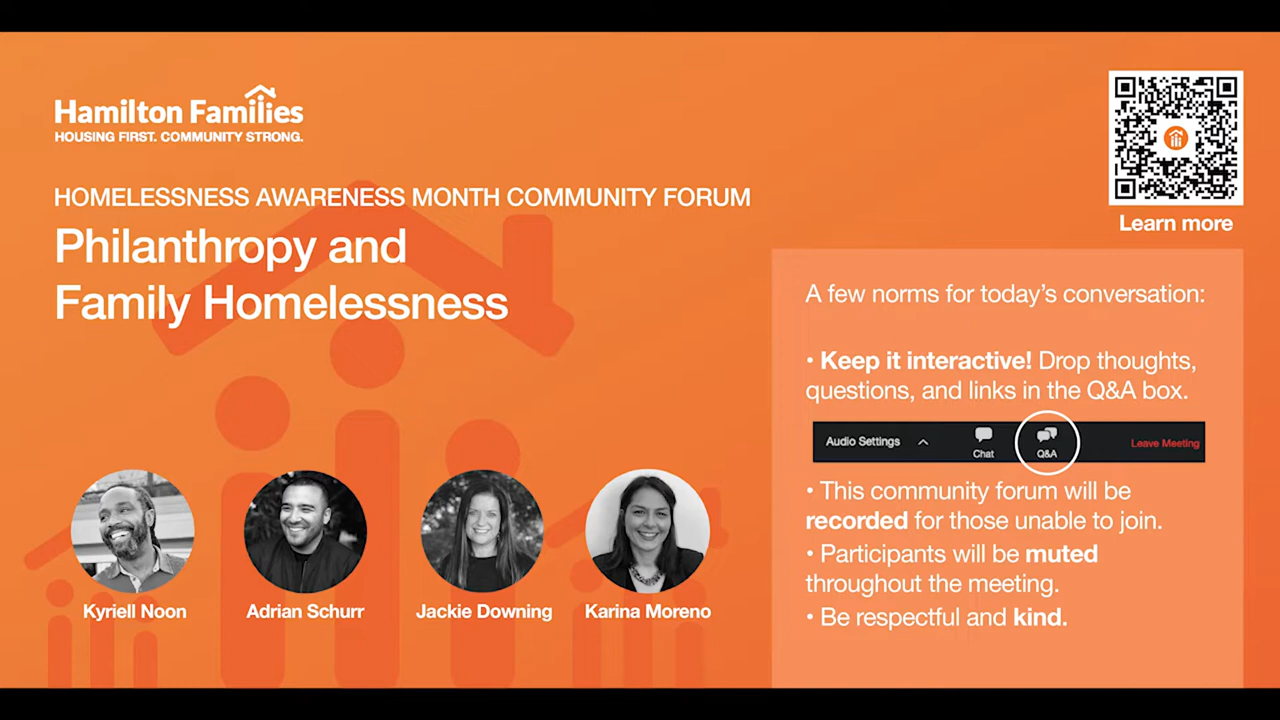 Hamilton Families
HOUSING FIRST. COMMUNITY STRONG.
HOMELESSNESS AWARENESS MONTH COMMUNITY FORUM
Philanthropy and
Family Homelessness
Kyriell Noon
Adrian Schurr
Jackie Downing
Karina Moreno
Learn more
A few norms for today's conversation:
• Keep it interactive! Drop thoughts,
questions, and links in the Q&A box.
Audio Settings
Chat
Q&A
Leave Meeting
• This community forum will be
recorded for those unable to join.
• Participants will be muted
throughout the meeting.
• Be respectful and kind.